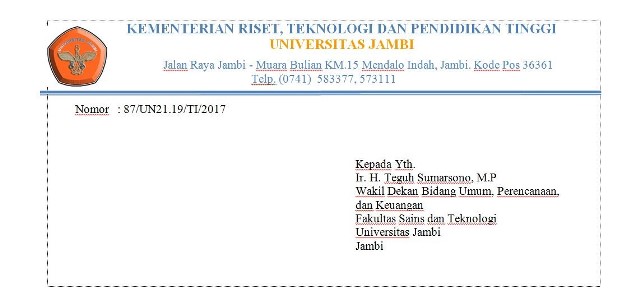 KEMENTERIAN RISET, TEKNOLOGI DAN PENDIDIKAN TINGGI
UNIVERSITAS JAMBI
Jalan Raya Jambi - Muara Bulian KM.15 Mendalo Indah, Jambi. Kode Pos 36361
Telp. (0741) 583377, 573111
Nomor : 87/UN21.19/TI/2017
Kepada Yth.
Ir. H. Teguh Sumarsono, M.P
Wakil Dekan Bidang Umum, Perencanaan,
dan Keuangan
Fakultas Sains dan Teknologi
Universitas Jambi
Jambi